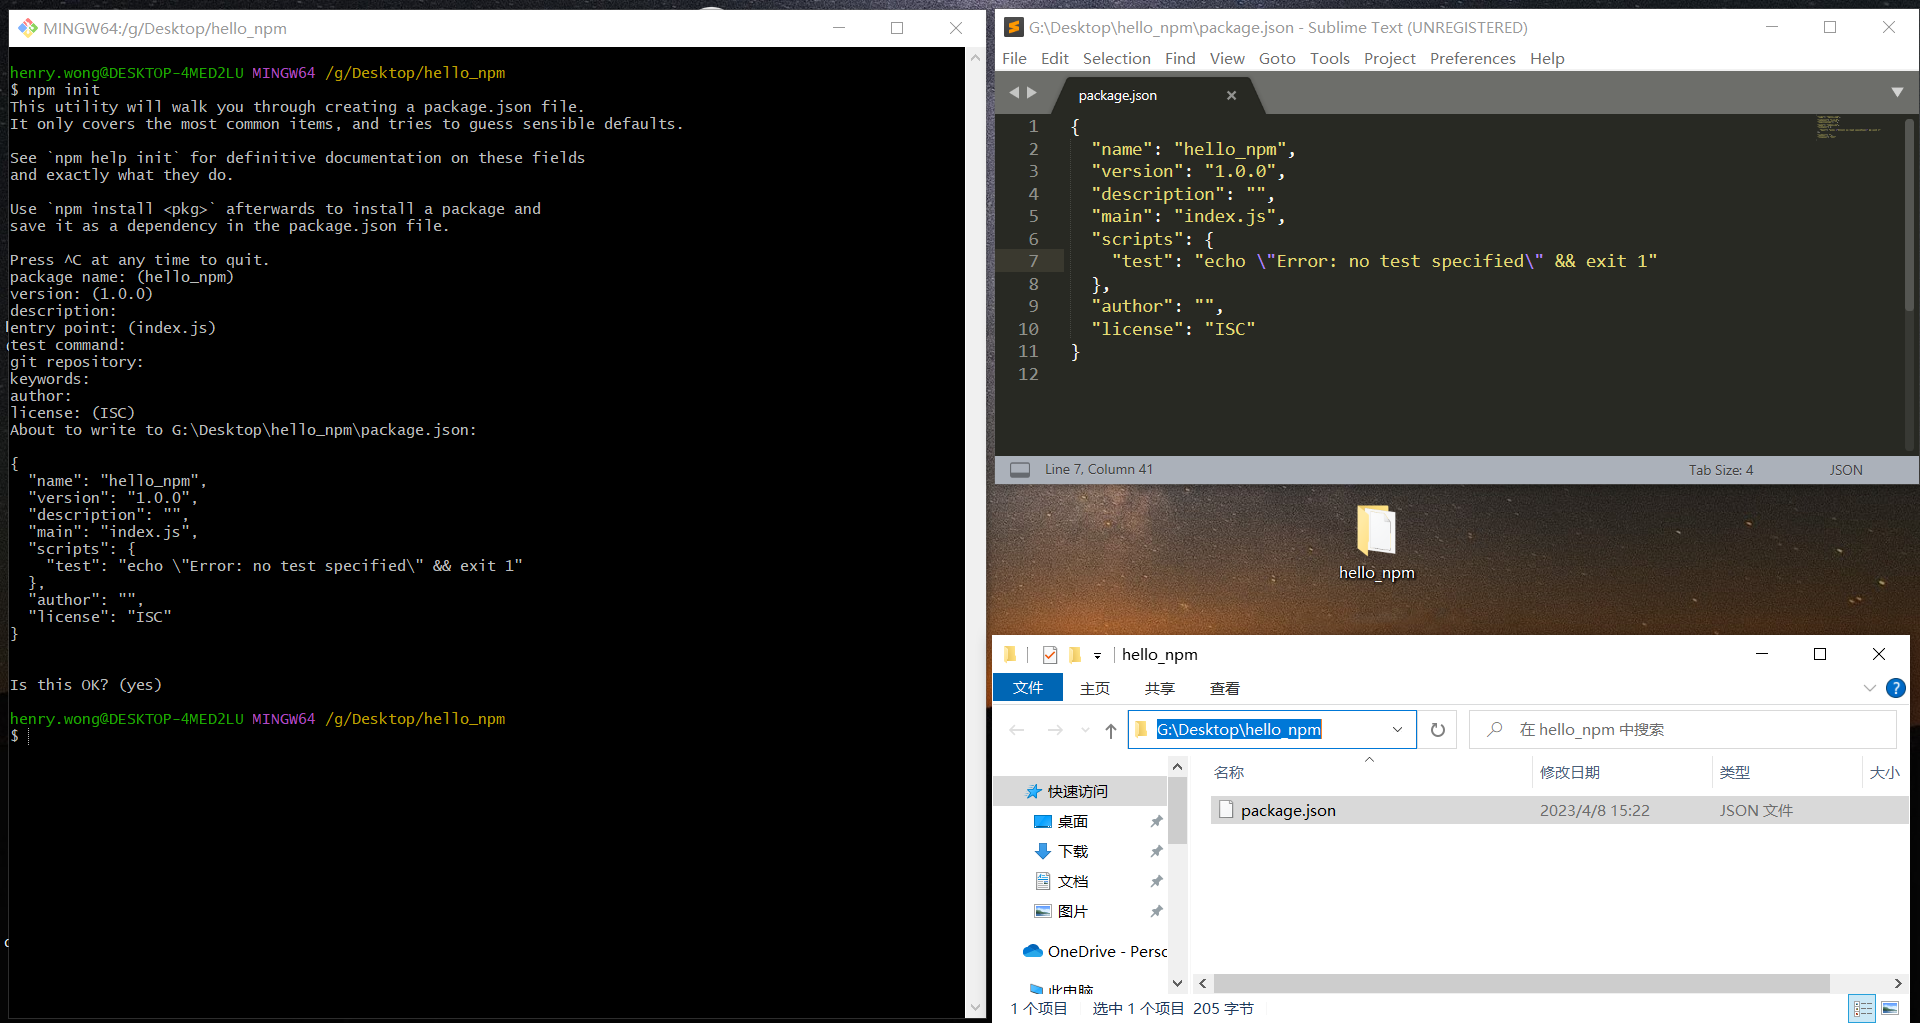 MINGW64:/g/Desktop/hello_npm
henry.wong@DESKTOP-4MED2LU MINGW64 /g/Desktop/hello_npm
$ npm init
This utility will walk you through creating a package.json file.
It only covers the most common items, and tries to guess sensible defaults.
See `npm help init` for definitive documentation on these fields
and exactly what they do.
Use `npm install <pkg>` afterwards to install a package and
save it as a dependency in the package.json file.
Press ^C at any time to quit.
package name: (hello_npm)
version: (1.0.0)
description:
entry point: (index.js)
test command:
git repository:
keywords:
author:
license: (ISC)
About to write to G:\Desktop\hello_npm\package.json:
{
  "name": "hello_npm",
  "version": "1.0.0",
  "description": "",
  "main": "index.js",
  "scripts": {
    "test": "echo \"Error: no test specified\" && exit 1"
  },
  "author": "",
  "license": "ISC"
}
Is this OK? (yes)
henry.wong@DESKTOP-4MED2LU MINGW64 /g/Desktop/hello_npm
$
G:\Desktop\hello_npm\package.json - Sublime Text (UNREGISTERED)
File Edit Selection Find View Goto Tools Project Preferences Help
package.json
1 {
2   "name": "hello_npm",
3   "version": "1.0.0",
4   "description": "",
5   "main": "index.js",
6   "scripts": {
7     "test": "echo \"Error: no test specified\" && exit 1"
8   },
9   "author": "",
10   "license": "ISC"
11 }
12
Line 7, Column 41 Tab Size: 4 JSON
hello_npm
hello_npm
文件 主页 共享 查看
G:\Desktop\hello_npm 在 hello_npm 中搜索
名称 修改日期 类型 大小
package.json 2023/4/8 15:22 JSON 文件
快速访问
桌面
下载
文档
图片
OneDrive - Persc
此电脑
1 个项目 选中 1 个项目 205 字节